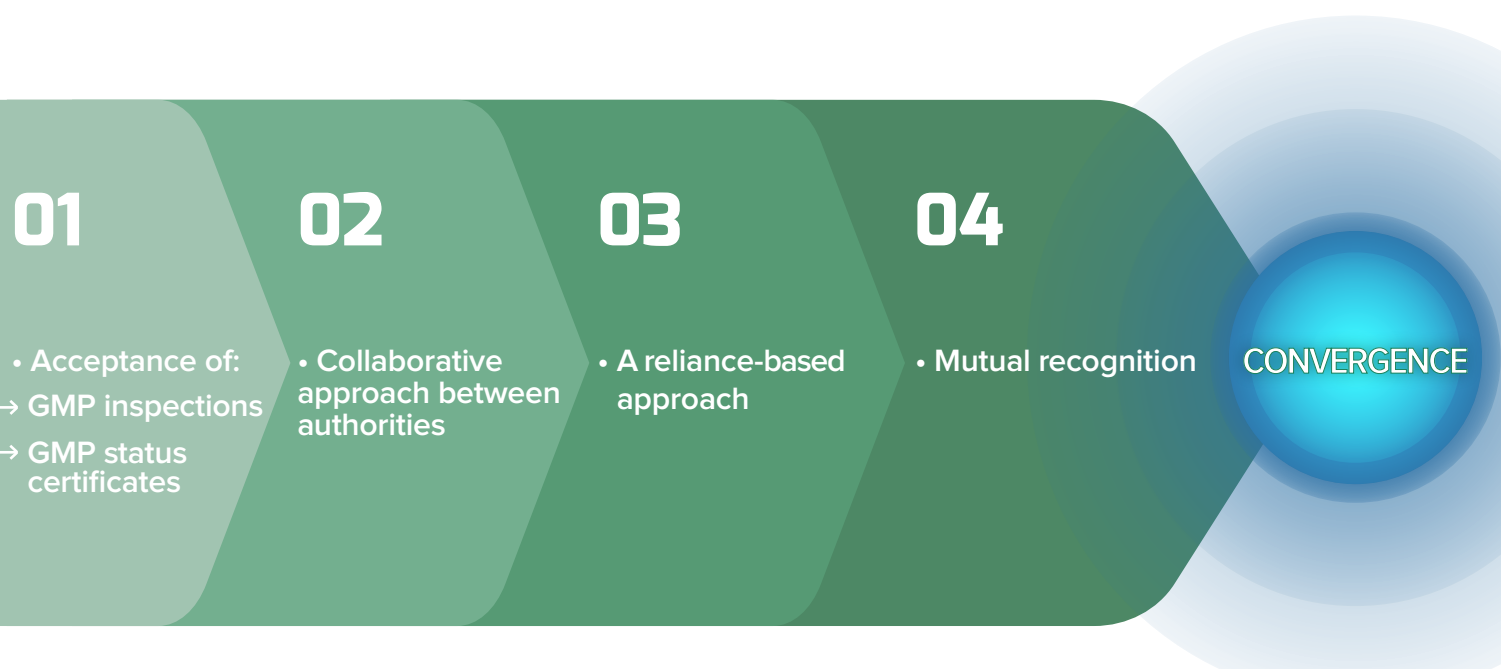 01
• Acceptance of:
→ GMP inspections
→ GMP status
certificates
02
• Collaborative
approach between
authorities
03
• A reliance-based
approach
04
• Mutual recognition
CONVERGENCE